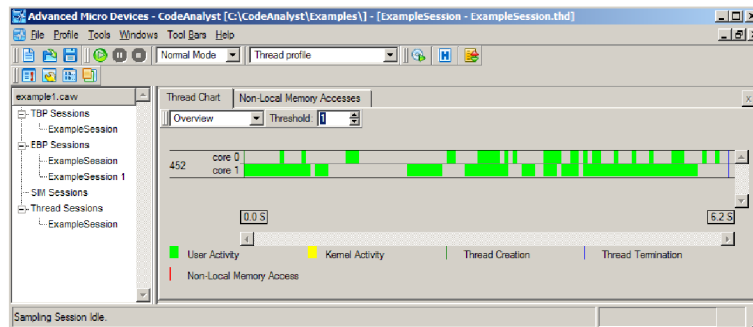 Advanced Micro Devices - CodeAnalyst [C:\CodeAnalyst\Examples\] - [ExampleSession - ExampleSession.thd]
File Profile Tools Windows Tool Bars Help
Normal Mode Thread profile
example1.caw
TBP Sessions
ExampleSession
EBP Sessions
ExampleSession
ExampleSession 1
SIM Sessions
Thread Sessions
ExampleSession
Thread Chart Non-Local Memory Accesses
Overview Threshold: 1
452
core 0
core 1
0.0 S 6.2 S
User Activity Kernel Activity Thread Creation Thread Termination
Non-Local Memory Access
Sampling Session Idle.